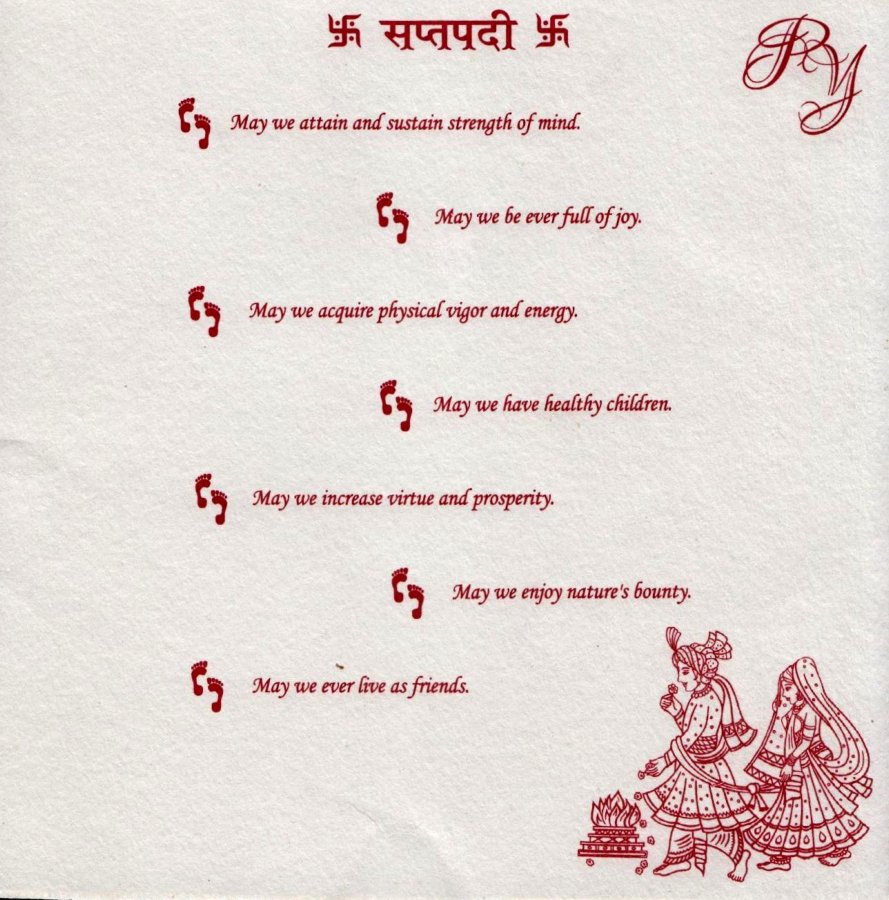 卐 सप्तपदी 卐
RY
May we attain and sustain strength of mind.
May we be ever full of joy.
May we acquire physical vigor and energy.
May we have healthy children.
May we increase virtue and prosperity.
May we enjoy nature's bounty.
May we ever live as friends.